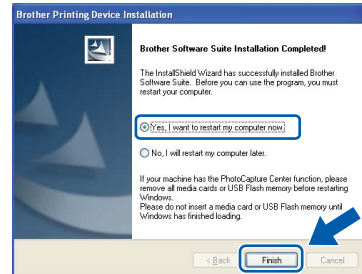 Brother Printing Device Installation
Brother Software Suite Installation Completed!
The InstallShield Wizard has successfully installed Brother
Software Suite. Before you can use the program, you must
restart your computer.
Yes, I want to restart my computer now.
No, I will restart my computer later.
If your machine has the PhotoCapture Center function, please
remove all media cards or USB Flash memory before restarting
Windows.
Please do not insert a media card or USB Flash memory until
Windows has finished loading.
< Back
Finish
Cancel